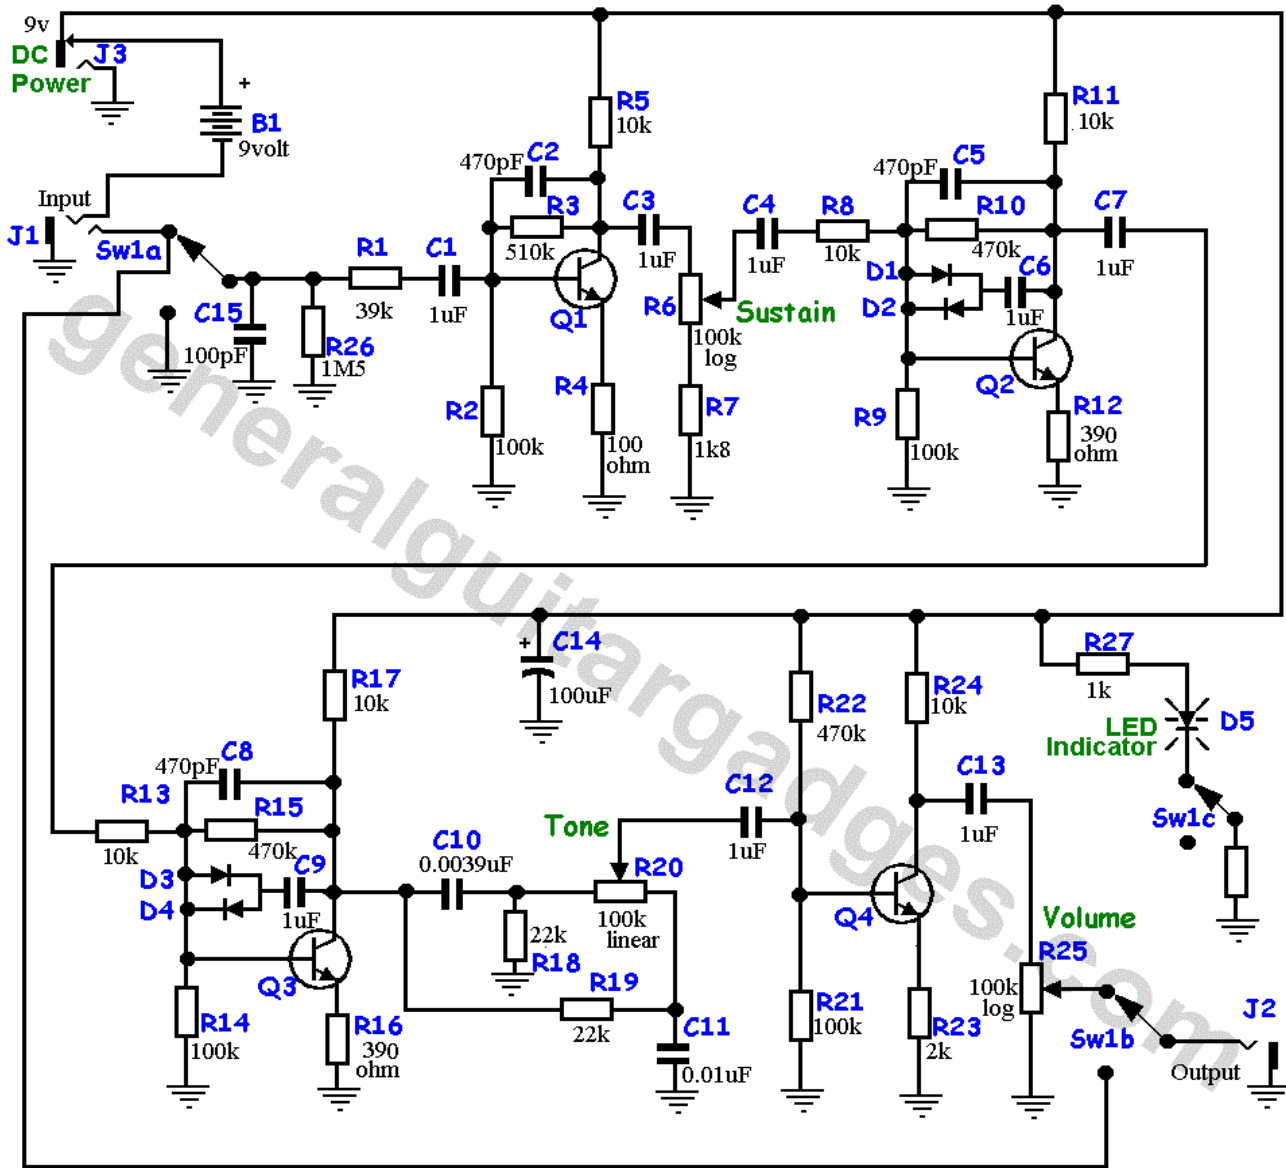 9v
DC
Power
J3
+
B1
9volt
Input
J1
Sw1a
C15
100pF
R26
1M5
R1
39k
C1
1uF
R2
100k
470pF
C2
R3
510k
R5
10k
Q1
R4
100
ohm
C3
1uF
R6
100k
log
R7
1k8
Sustain
C4
1uF
R8
10k
470pF
C5
R10
470k
D1
D2
C6
1uF
R11
10k
Q2
R9
100k
R12
390
ohm
C7
1uF
generalguitargadges.com
R13
10k
470pF
C8
R15
470k
D3
D4
C9
1uF
R17
10k
Q3
R14
100k
R16
390
ohm
+
C14
100uF
C10
0.0039uF
22k
R18
R19
22k
Tone
R20
100k
linear
C11
0.01uF
C12
1uF
R22
470k
R21
100k
Q4
R24
10k
R23
2k
C13
1uF
Volume
R25
100k
log
R27
1k
LED
Indicator
D5
Sw1c
Sw1b
J2
Output